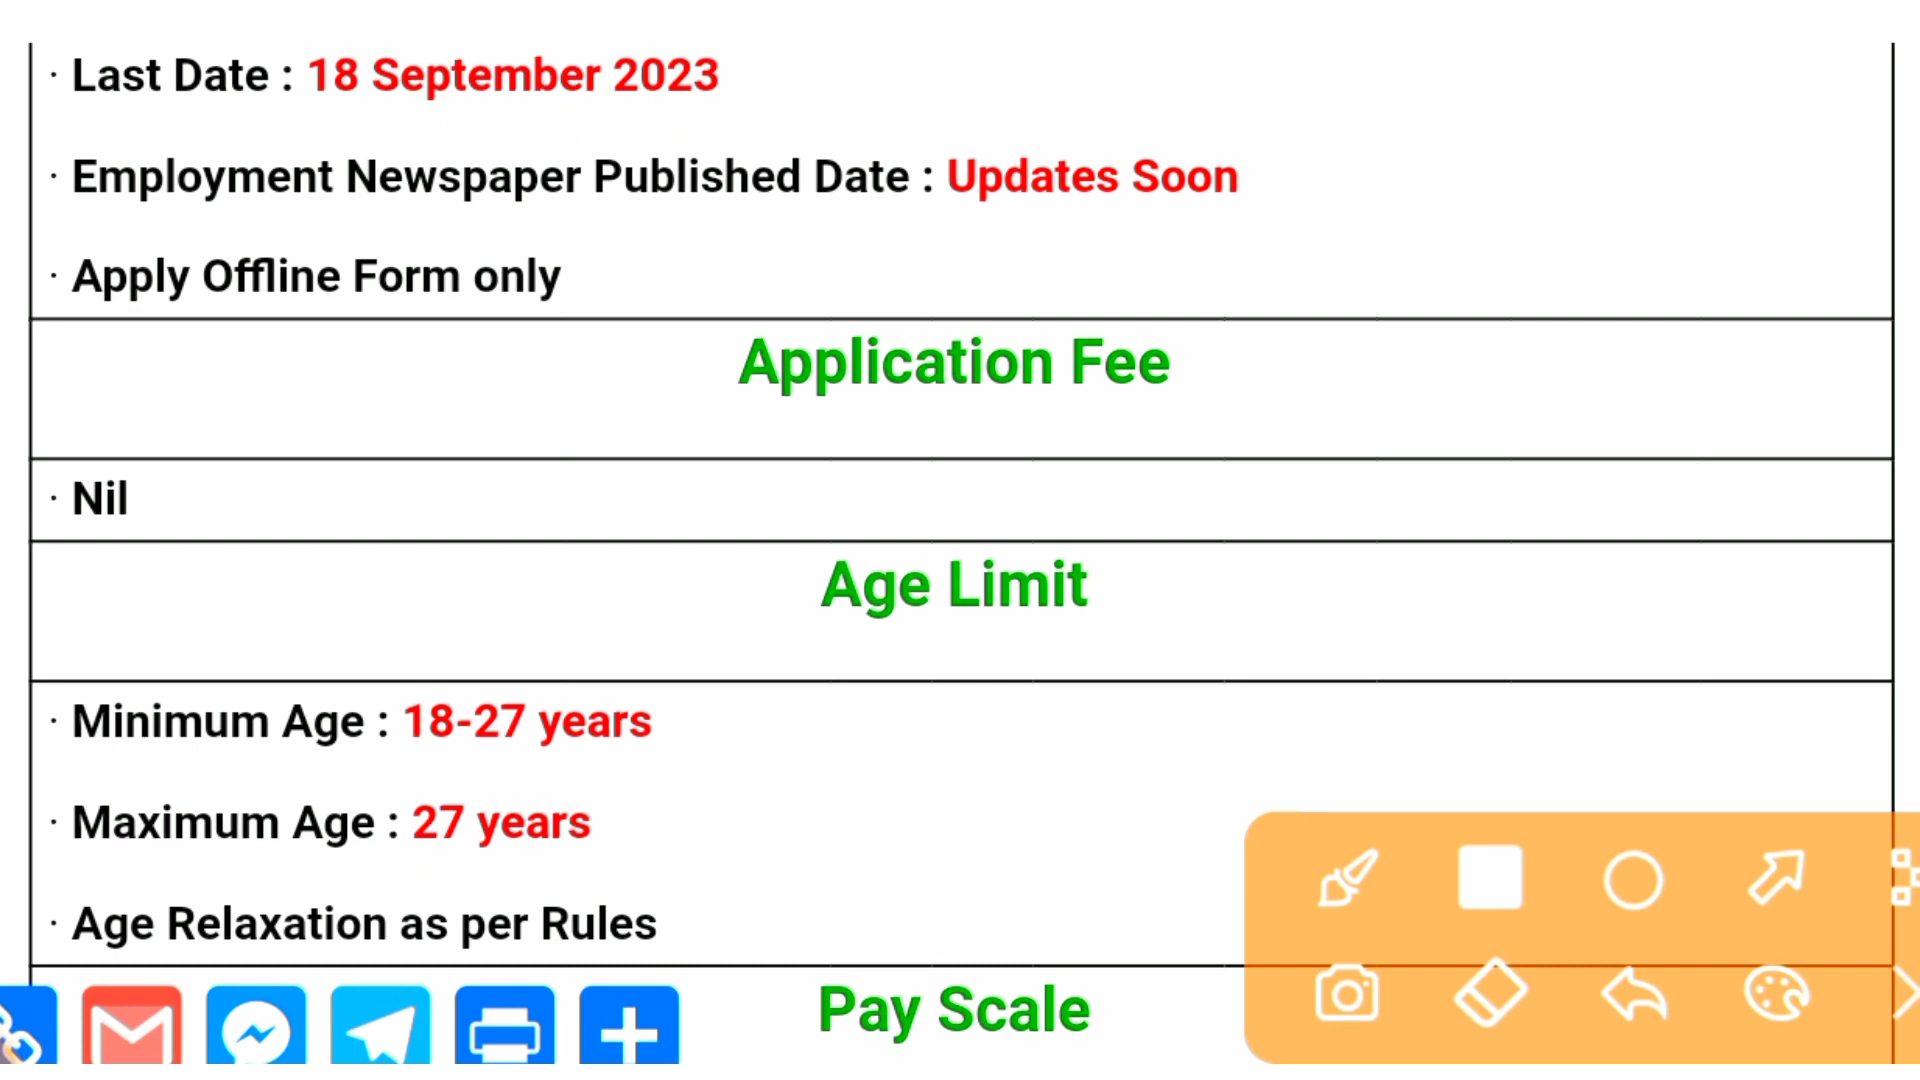 · Last Date : 18 September 2023
· Employment Newspaper Published Date : Updates Soon
· Apply Offline Form only
Application Fee
· Nil
Age Limit
· Minimum Age : 18-27 years
· Maximum Age : 27 years
· Age Relaxation as per Rules
Pay Scale